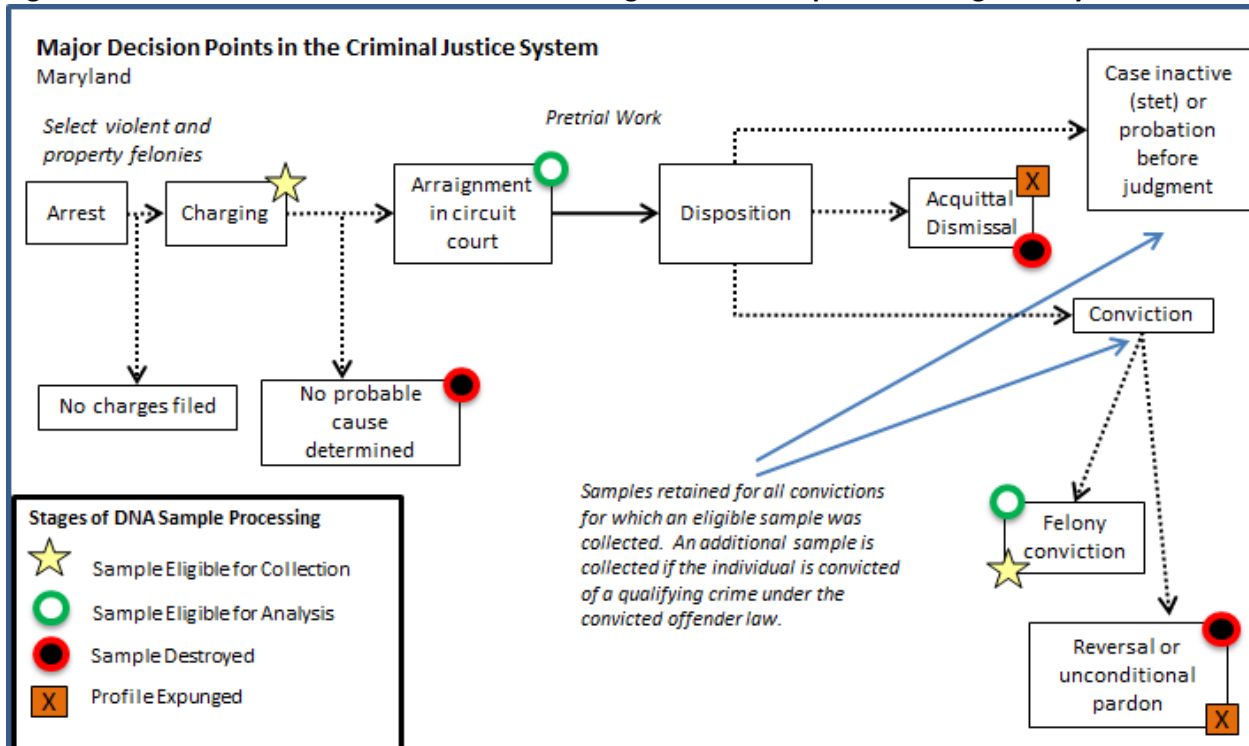 Major Decision Points in the Criminal Justice System
Maryland
Select violent and
property felonies
Pretrial Work
Arrest
Charging
Arraignment
in circuit
court
Disposition
Acquittal
Dismissal
X
Case inactive
(stet) or
probation
before
judgment
Conviction
No charges filed
No probable
cause
determined
Samples retained for all convictions
for which an eligible sample was
collected. An additional sample is
collected if the individual is convicted
of a qualifying crime under the
convicted offender law.
Felony
conviction
Reversal or
unconditional
pardon
X
Stages of DNA Sample Processing
Sample Eligible for Collection
Sample Eligible for Analysis
Sample Destroyed
X
Profile Expunged